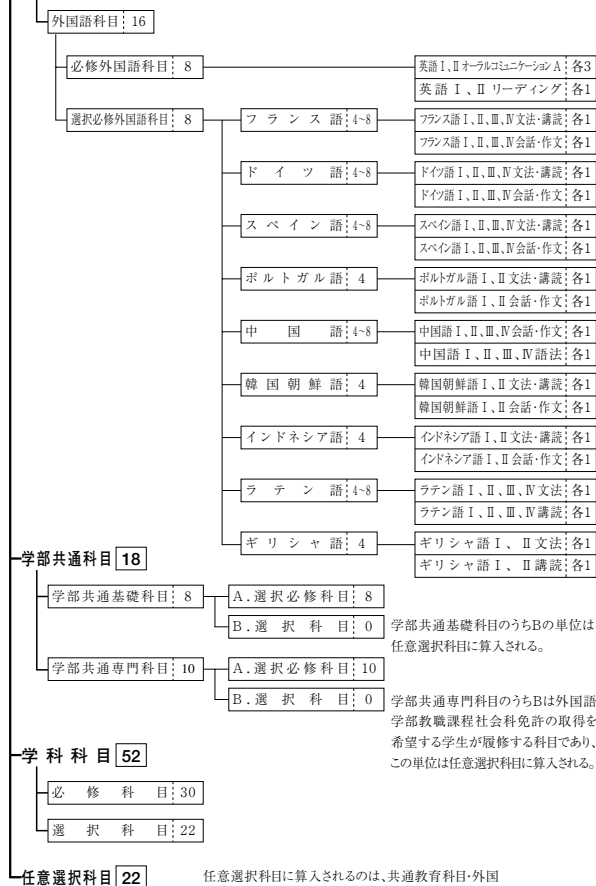 外国語科目 16
必修外国語科目 8
英語Ⅰ、Ⅱオーラルコミュニケーション A 各3
英語Ⅰ、Ⅱリーディング 各1
選択必修外国語科目 8
フランス語 4~8
フランス語Ⅰ、Ⅱ、Ⅲ、Ⅳ文法・講読 各1
フランス語Ⅰ、Ⅱ、Ⅲ、Ⅳ会話・作文 各1
ドイツ語 4~8
ドイツ語Ⅰ、Ⅱ、Ⅲ、Ⅳ文法・講読 各1
ドイツ語Ⅰ、Ⅱ、Ⅲ、Ⅳ会話・作文 各1
スペイン語 4~8
スペイン語Ⅰ、Ⅱ、Ⅲ、Ⅳ文法・講読 各1
スペイン語Ⅰ、Ⅱ、Ⅲ、Ⅳ会話・作文 各1
ポルトガル語 4
ポルトガル語Ⅰ、Ⅱ文法・講読 各1
ポルトガル語Ⅰ、Ⅱ会話・作文 各1
中国語 4~8
中国語Ⅰ、Ⅱ、Ⅲ、Ⅳ会話・作文 各1
中国語Ⅰ、Ⅱ、Ⅲ、Ⅳ語法 各1
韓国朝鮮語 4
韓国朝鮮語Ⅰ、Ⅱ文法・講読 各1
韓国朝鮮語Ⅰ、Ⅱ会話・作文 各1
インドネシア語 4
インドネシア語Ⅰ、Ⅱ文法・講読 各1
インドネシア語Ⅰ、Ⅱ会話・作文 各1
ラテン語 4~8
ラテン語Ⅰ、Ⅱ、Ⅲ、Ⅳ文法 各1
ラテン語Ⅰ、Ⅱ、Ⅲ、Ⅳ講読 各1
ギリシャ語 4
ギリシャ語Ⅰ、Ⅱ文法 各1
ギリシャ語Ⅰ、Ⅱ講読 各1
学部共通科目 18
学部共通基礎科目 8
A.選択必修科目 8
B.選択科目 0
学部共通基礎科目のうちBの単位は
任意選択科目に算入される。
学部共通専門科目 10
A.選択必修科目 10
B.選択科目 0
学部共通専門科目のうちBは外国語
学部教職課程社会科免許の取得を
希望する学生が履修する科目であり、
この単位は任意選択科目に算入される。
学科科目 52
必修科目 30
選択科目 22
任意選択科目 22
任意選択科目に算入されるのは、共通教育科目・外国